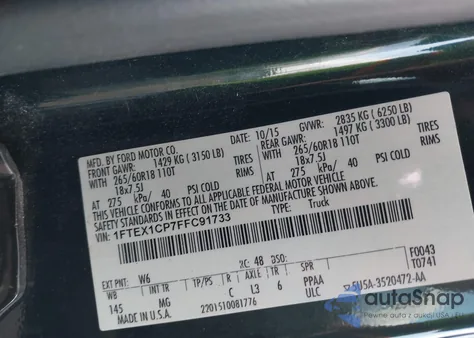 MFD. BY FORD MOTOR CO.
DATE: 10/15 GVWR: 2835 KG (6250 LB)
FRONT GAWR: 1429 KG (3150 LB) REAR GAWR: 1497 KG (3300 LB)
WITH 265/60R18 110T TIRES WITH 265/60R18 110T TIRES
18x7.5J RIMS 18x7.5J RIMS
AT 275 kPa/ 40 PSI COLD AT 275 kPa/ 40 PSI COLD
THIS VEHICLE CONFORMS TO ALL APPLICABLE FEDERAL MOTOR VEHICLE
SAFETY STANDARDS IN EFFECT ON THE DATE OF MANUFACTURE SHOWN ABOVE.
VIN: 1FTEX1CP7FFC91733
TYPE: Truck
F0043
T0741
EXT PNT: W6 2C: 4B DSO:
WB INT TR TP/PS R AXLE TR SPR
145 MG C L3 6 PPAA
MADE IN U.S.A. 2201510081776 ULC
5U5A-3520472-AA
autoSnap
Pewne auta z aukcji USA